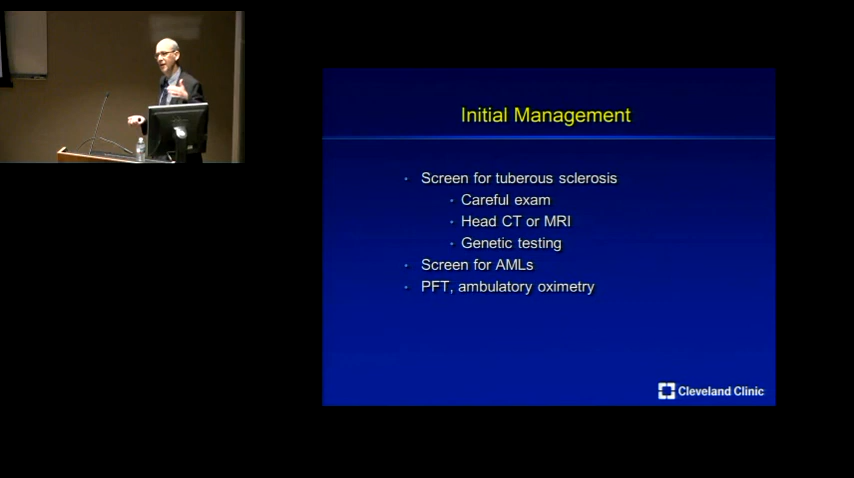 Initial Management
Screen for tuberous sclerosis
Careful exam
Head CT or MRI
Genetic testing
Screen for AMLs
PFT, ambulatory oximetry
Cleveland Clinic